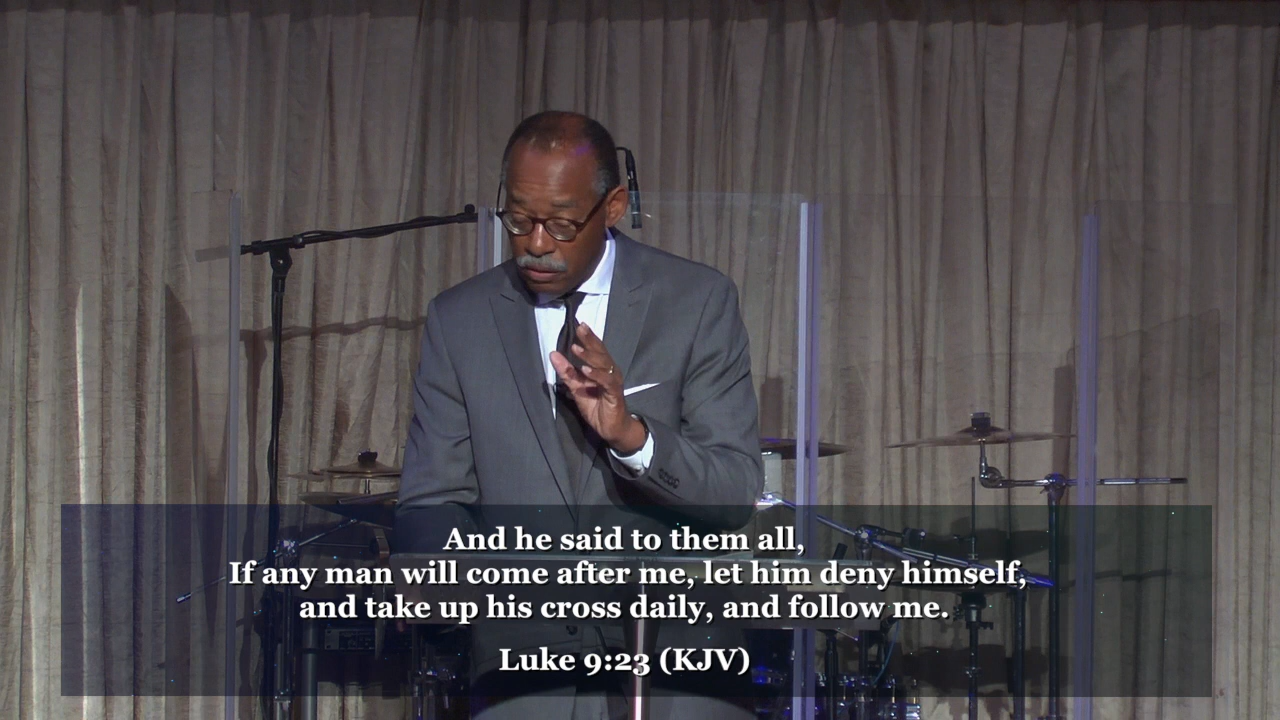 And he said to them all,
If any man will come after me, let him deny himself,
and take up his cross daily, and follow me.
Luke 9:23 (KJV)